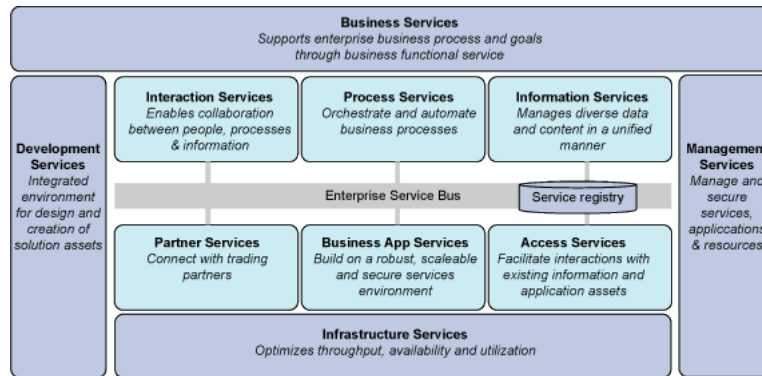 Business Services
Supports enterprise business process and goals
through business functional service
Development
Services
Integrated
environment
for design and
creation of
solution assets
Interaction Services
Enables collaboration
between people, processes
& information
Process Services
Orchestrate and automate
business processes
Information Services
Manages diverse data
and content in a unified
manner
Management
Services
Manage and
secure
services,
appliccations
& resources
Enterprise Service Bus
Service registry
Partner Services
Connect with trading
partners
Business App Services
Build on a robust, scaleable
and secure services
environment
Access Services
Facilitate interactions with
existing information and
application assets
Infrastructure Services
Optimizes throughput, availability and utilization